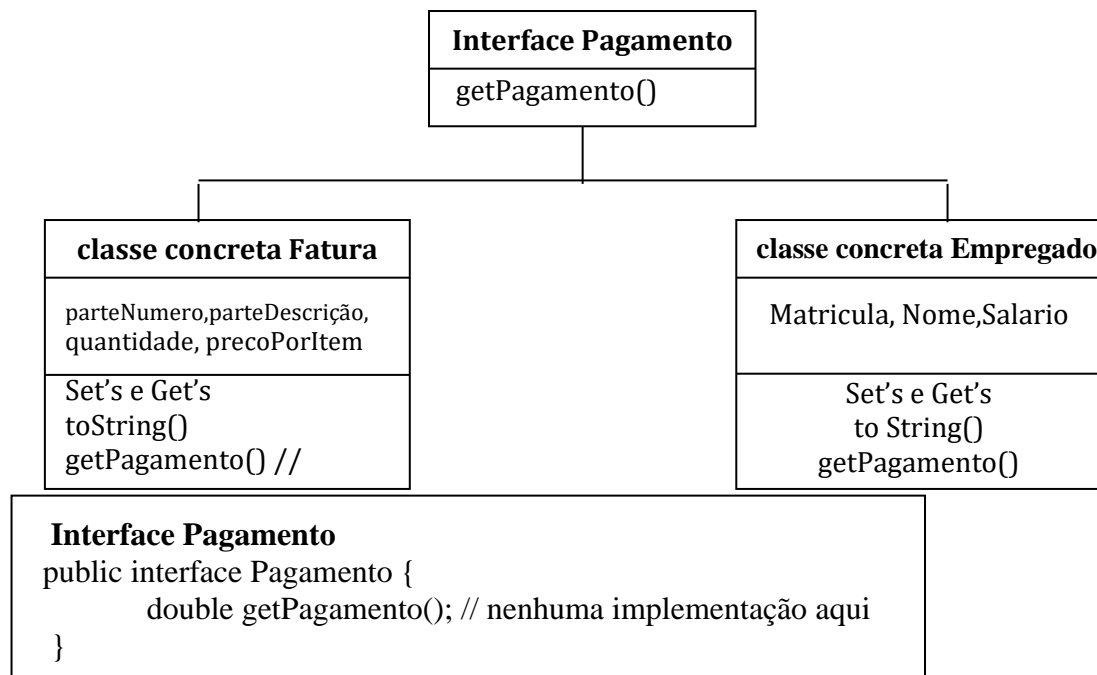 Interface Pagamento
getPagamento()
classe concreta Fatura
parteNumero,parteDescrição,
quantidade, precoPorItem
Set’s e Get’s
toString()
getPagamento() //
classe concreta Empregado
Matricula, Nome,Salario
Set’s e Get’s
to String()
getPagamento()
Interface Pagamento
public interface Pagamento {
double getPagamento(); // nenhuma implementação aqui
}